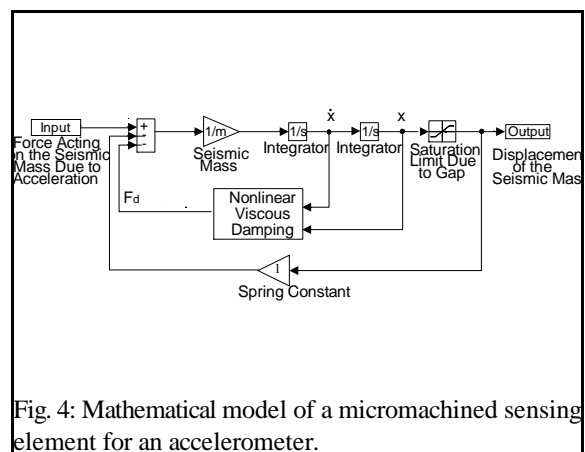 ẋ
x
Input
+
-
-
1/m
1/s
1/s
Output
Force Acting
on the Seismic
Mass Due to
Acceleration
Seismic
Mass
Integrator
Integrator
Saturation
Limit Due
to Gap
Displacemen
of the
Seismic Mas
Fd
Nonlinear
Viscous
Damping
1
Spring Constant
Fig. 4: Mathematical model of a micromachined sensing
element for an accelerometer.